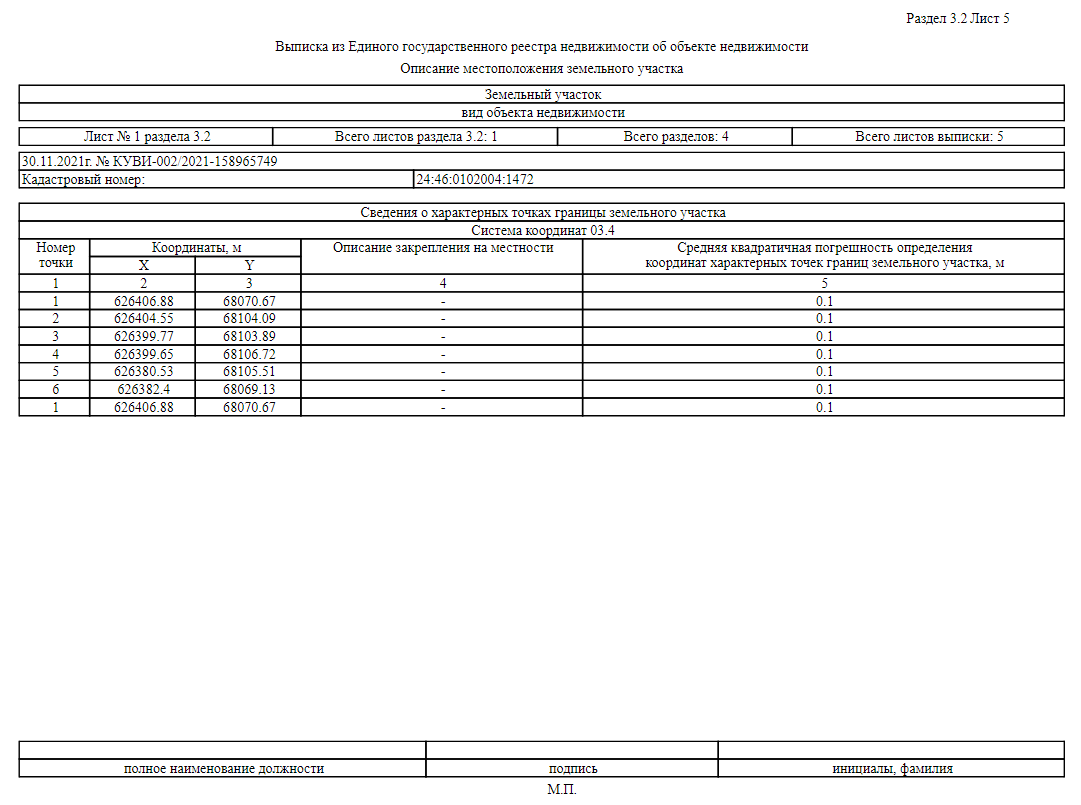 Раздел 3.2 Лист 5
Выписка из Единого государственного реестра недвижимости об объекте недвижимости
Описание местоположения земельного участка
Земельный участок
вид объекта недвижимости
Лист № 1 раздела 3.2 Всего листов раздела 3.2: 1 Всего разделов: 4 Всего листов выписки: 5
30.11.2021г. № КУВИ-002/2021-158965749
Кадастровый номер: 24:46:0102004:1472
Сведения о характерных точках границы земельного участка
Система координат 03.4
Номер точки Координаты, м Описание закрепления на местности Средняя квадратичная погрешность определения координат характерных точек границ земельного участка, м
X Y
1 2 3 4 5
1 626406.88 68070.67 - 0.1
2 626404.55 68104.09 - 0.1
3 626399.77 68103.89 - 0.1
4 626399.65 68106.72 - 0.1
5 626380.53 68105.51 - 0.1
6 626382.4 68069.13 - 0.1
1 626406.88 68070.67 - 0.1
полное наименование должности подпись инициалы, фамилия
М.П.